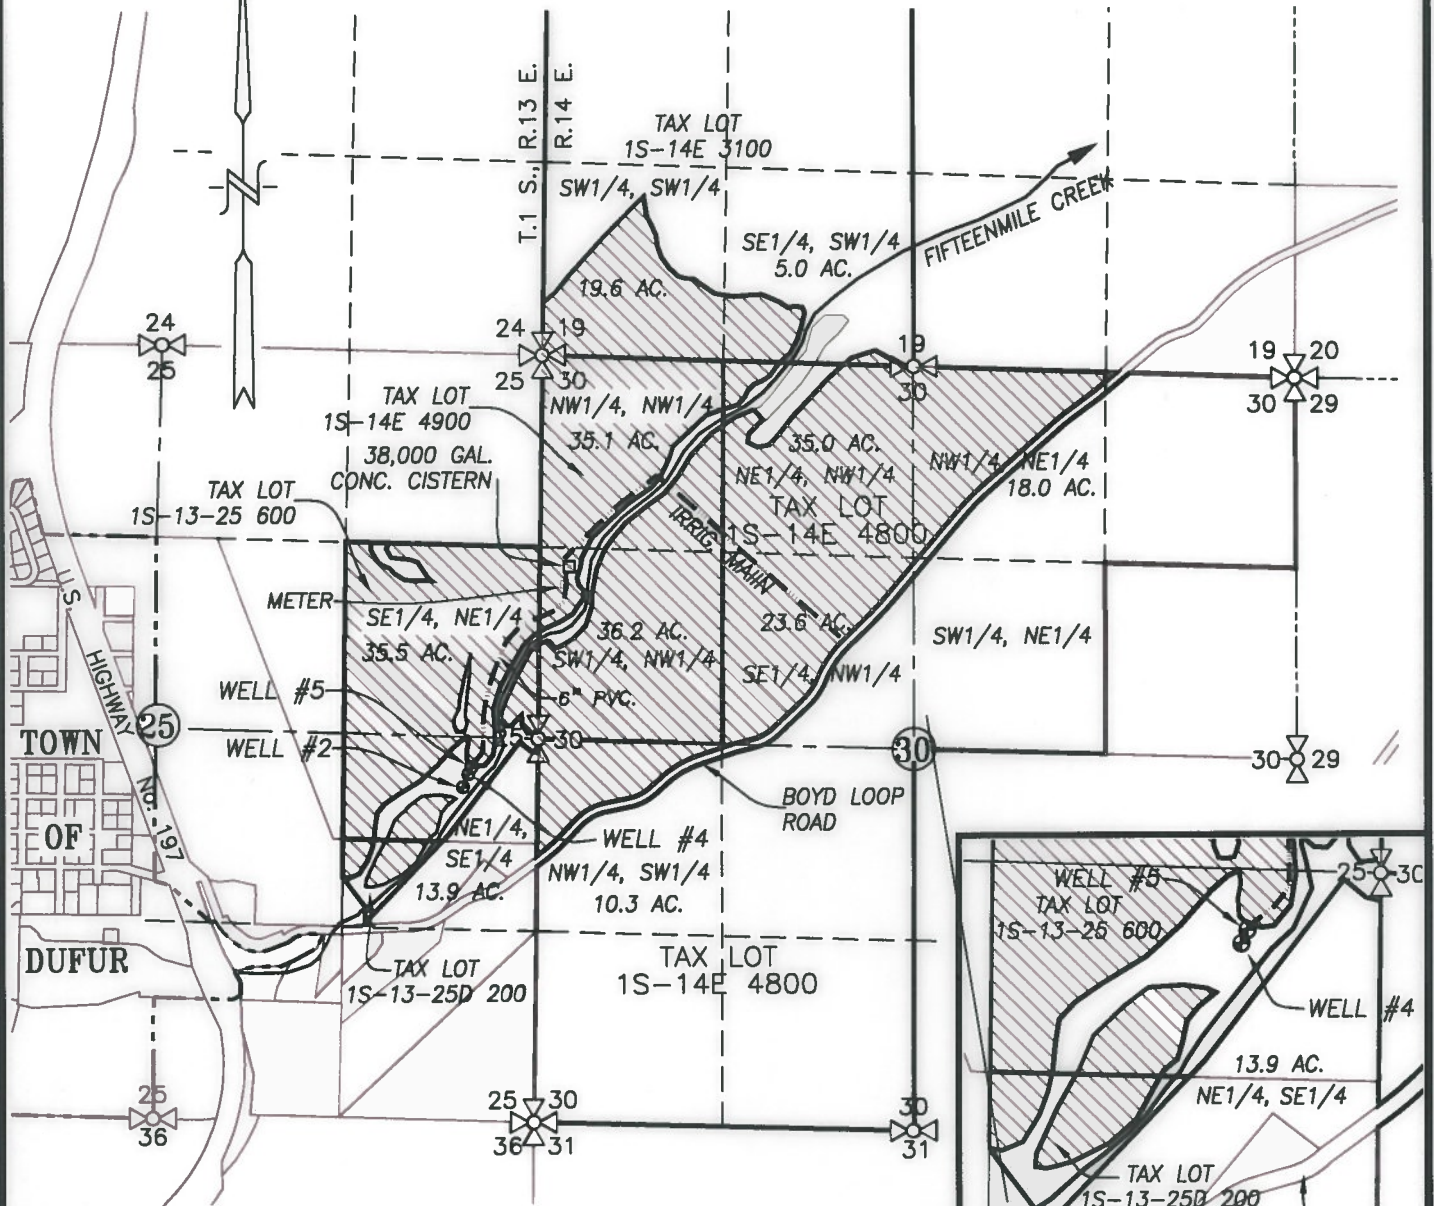 T.1 S., R.13 E.
R.14 E.
TAX LOT
1S-14E 3100
SW1/4, SW1/4
SE1/4, SW1/4
5.0 AC.
FIFTEENMILE CREEK
19.6 AC.
24
25
24
19
25
30
19
30
19
20
30
29
TAX LOT
1S-14E 4900
NW1/4, NW1/4
35.1 AC.
38,000 GAL.
CONC. CISTERN
35.0 AC.
NE1/4, NW1/4
NW1/4, NE1/4
18.0 AC.
TAX LOT
1S-14E 4800
TAX LOT
1S-13-25 600
IRRIG. MAIIN
U.S. HIGHWAY No. 197
METER
SE1/4, NE1/4
35.5 AC.
36.2 AC.
SW1/4, NW1/4
23.6 AC.
SE1/4, NW1/4
SW1/4, NE1/4
WELL #5
6" PVC.
WELL #2
25
25
30
30
30
29
TOWN
OF
DUFUR
BOYD LOOP
ROAD
NE1/4,
SE1/4
13.9 AC.
WELL #4
NW1/4, SW1/4
10.3 AC.
TAX LOT
1S-14E 4800
TAX LOT
1S-13-25D 200
25
36
25
30
36
31
30
31
WELL #5
25
30
TAX LOT
1S-13-25 600
WELL #4
13.9 AC.
NE1/4, SE1/4
TAX LOT
1S-13-25D 200